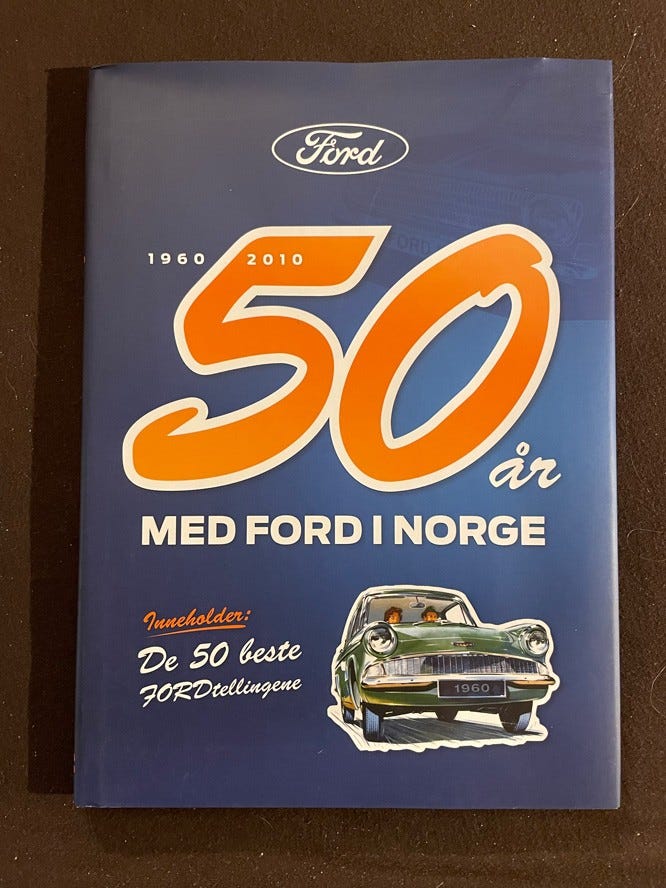 Ford
1960 2010
50
år
MED FORD I NORGE
Inneholder:
De 50 beste
FORDtellingene
1960